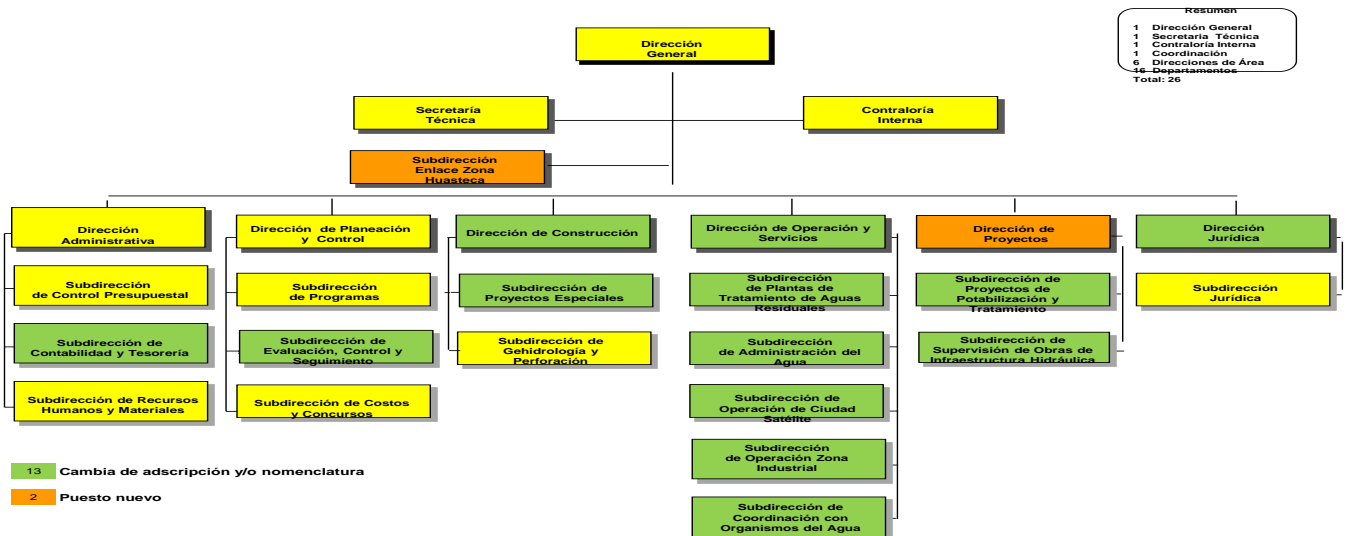 Resumen
1 Dirección General
1 Secretaria Técnica
1 Contraloría Interna
1 Coordinación
6 Direcciones de Área
16 Departamentos
Total: 26
Dirección
General
Secretaría
Técnica
Contraloría
Interna
Subdirección
Enlace Zona
Huasteca
Dirección
Administrativa
Dirección de Planeación
y Control
Dirección de Construcción
Dirección de Operación y
Servicios
Dirección de
Proyectos
Dirección
Jurídica
Subdirección
de Control Presupuestal
Subdirección
de Programas
Subdirección de
Proyectos Especiales
Subdirección
de Plantas de
Tratamiento de Aguas
Residuales
Subdirección de
Proyectos de
Potabilización y
Tratamiento
Subdirección
Jurídica
Subdirección de
Contabilidad y Tesorería
Subdirección de
Evaluación, Control y
Seguimiento
Subdirección de
Gehidrología y
Perforación
Subdirección
de Administración del
Agua
Subdirección de
Supervisión de Obras de
Infraestructura Hidráulica
Subdirección de Recursos
Humanos y Materiales
Subdirección de Costos
y Concursos
Subdirección de
Operación de Ciudad
Satélite
Subdirección
de Operación Zona
Industrial
Subdirección de
Coordinación con
Organismos del Agua
13 Cambia de adscripción y/o nomenclatura
2 Puesto nuevo